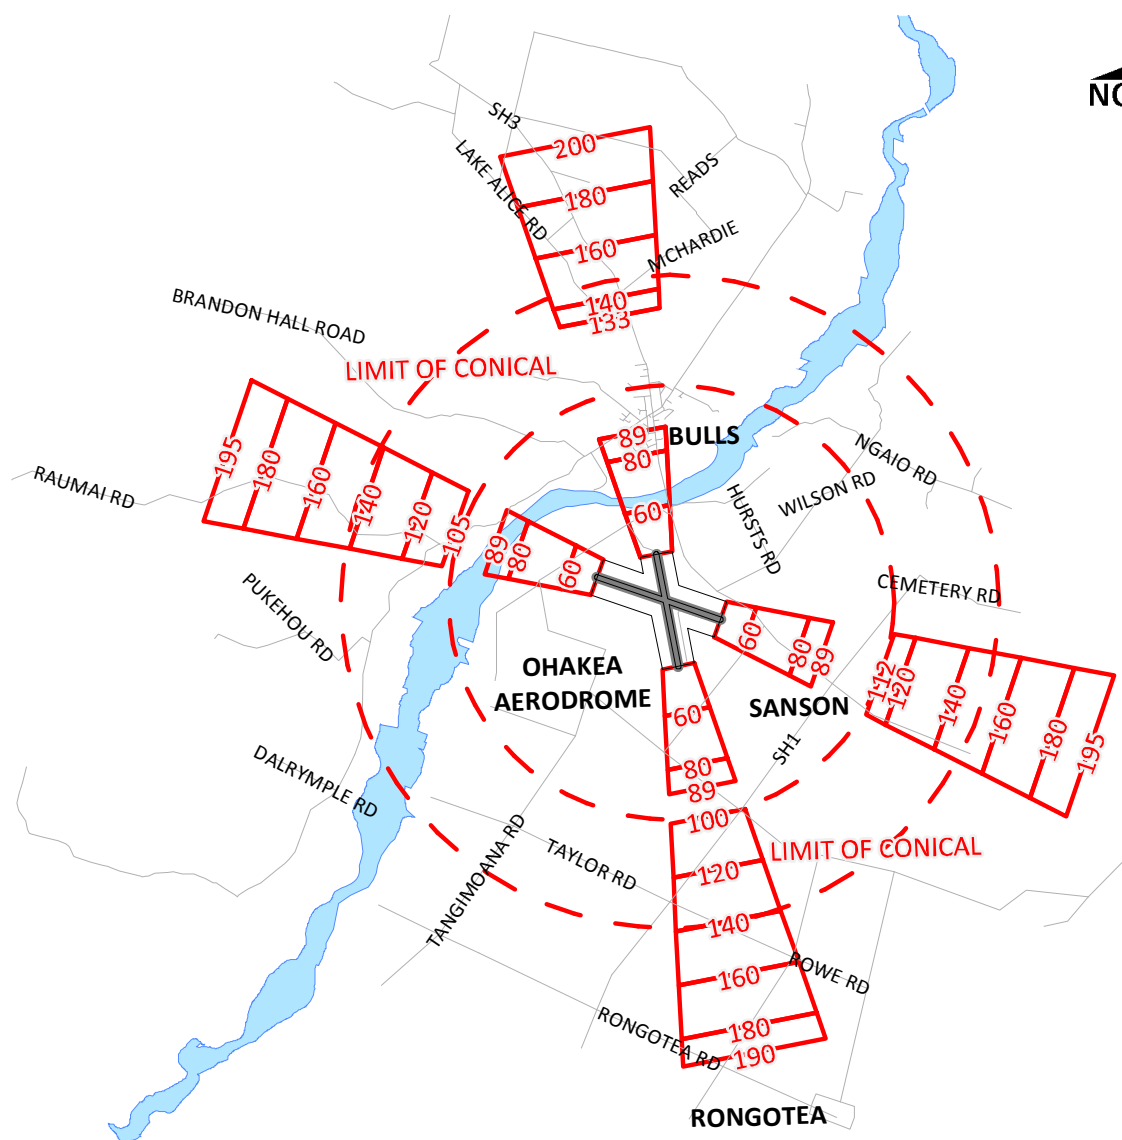 NO
SH3
200
LAKE ALICE RD
READS
180
MCHARDIE
160
140
133
BRANDON HALL ROAD
LIMIT OF CONICAL
BULLS
89
80
60
NGAIO RD
WILSON RD
HURSTS RD
RAUMAI RD
195
180
160
140
120
105
89
80
60
CEMETERY RD
PUKEHOU RD
60
80
89
OHAKEA
AERODROME
SANSON
112
120
140
160
180
195
60
80
89
SH1
DALRYMPLE RD
TANGIMOANA RD
TAYLOR RD
100
LIMIT OF CONICAL
120
140
160
ROWE RD
180
190
RONGOTEA RD
RONGOTEA